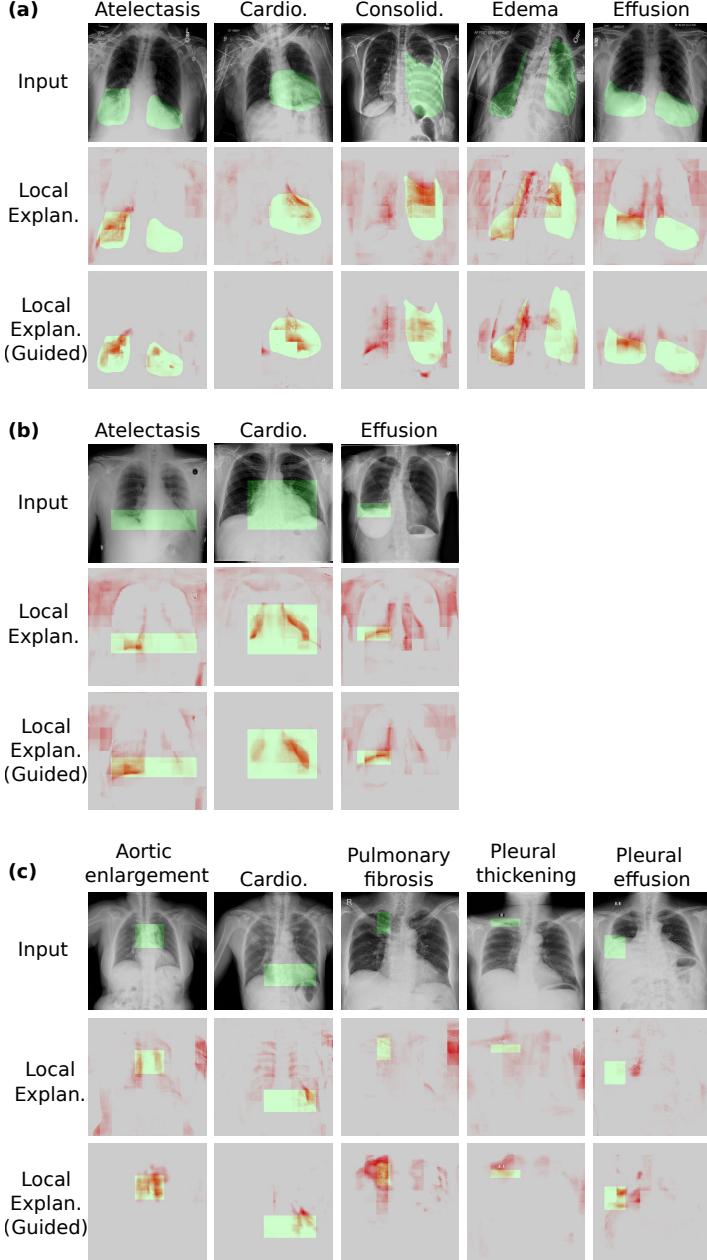 (a)
Atelectasis Cardio. Consolid. Edema Effusion
Input
Local
Explan.
Local
Explan.
(Guided)
(b)
Atelectasis Cardio. Effusion
Input
Local
Explan.
Local
Explan.
(Guided)
(c)
Aortic
enlargement
Cardio.
Pulmonary
fibrosis
Pleural
thickening
Pleural
effusion
Input
R
Local
Explan.
Local
Explan.
(Guided)